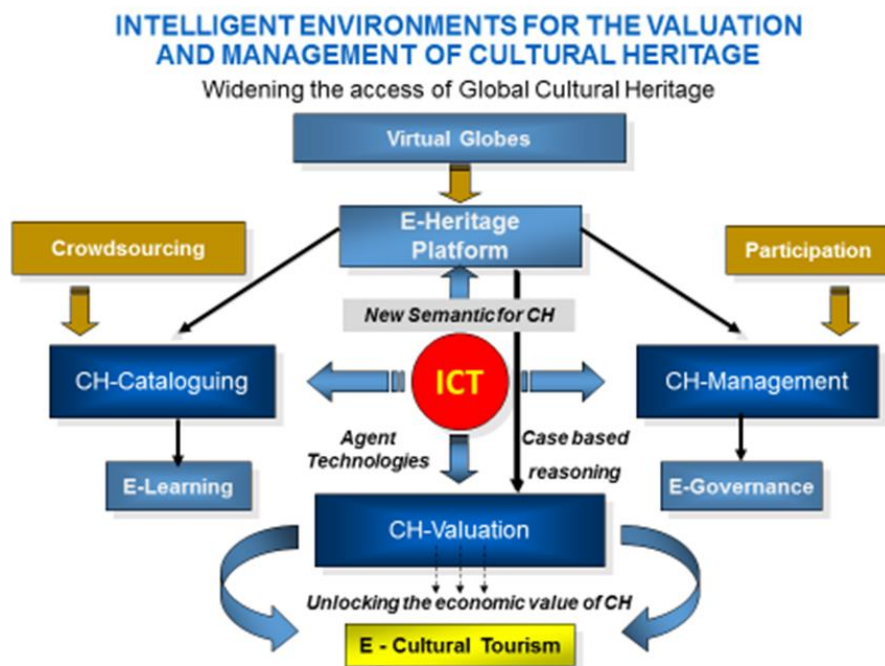 INTELLIGENT ENVIRONMENTS FOR THE VALUATION
AND MANAGEMENT OF CULTURAL HERITAGE
Widening the access of Global Cultural Heritage
Virtual Globes
E-Heritage
Platform
Crowdsourcing
Participation
New Semantic for CH
CH-Cataloguing
ICT
CH-Management
Agent
Technologies
Case based
reasoning
E-Learning
E-Governance
CH-Valuation
Unlocking the economic value of CH
E - Cultural Tourism